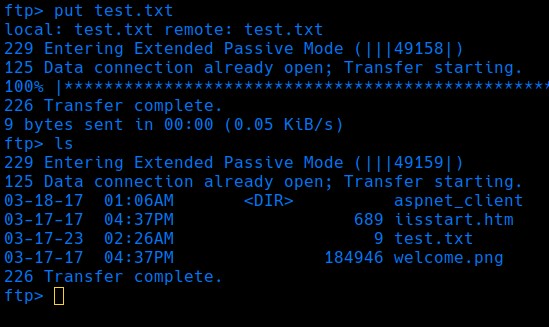 ftp> put test.txt
local: test.txt remote: test.txt
229 Entering Extended Passive Mode (|||49158|)
125 Data connection already open; Transfer starting.
100% |*************************************************
226 Transfer complete.
9 bytes sent in 00:00 (0.05 KiB/s)
ftp> ls
229 Entering Extended Passive Mode (|||49159|)
125 Data connection already open; Transfer starting.
03-18-17  01:06AM       <DIR>          aspnet_client
03-17-17  04:37PM                  689 iisstart.htm
03-17-23  02:26AM                    9 test.txt
03-17-17  04:37PM               184946 welcome.png
226 Transfer complete.
ftp>